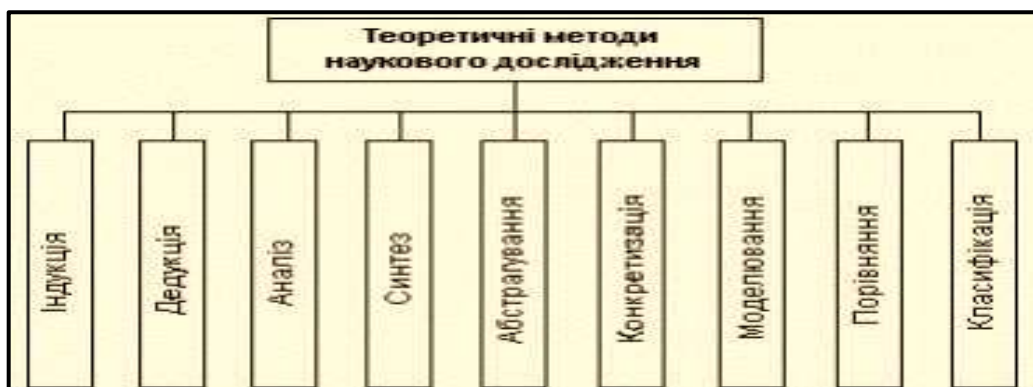 Теоретичні методи
наукового дослідження
Індукція
Дедукція
Аналіз
Синтез
Абстрагування
Конкретизація
Моделювання
Порівняння
Класифікація